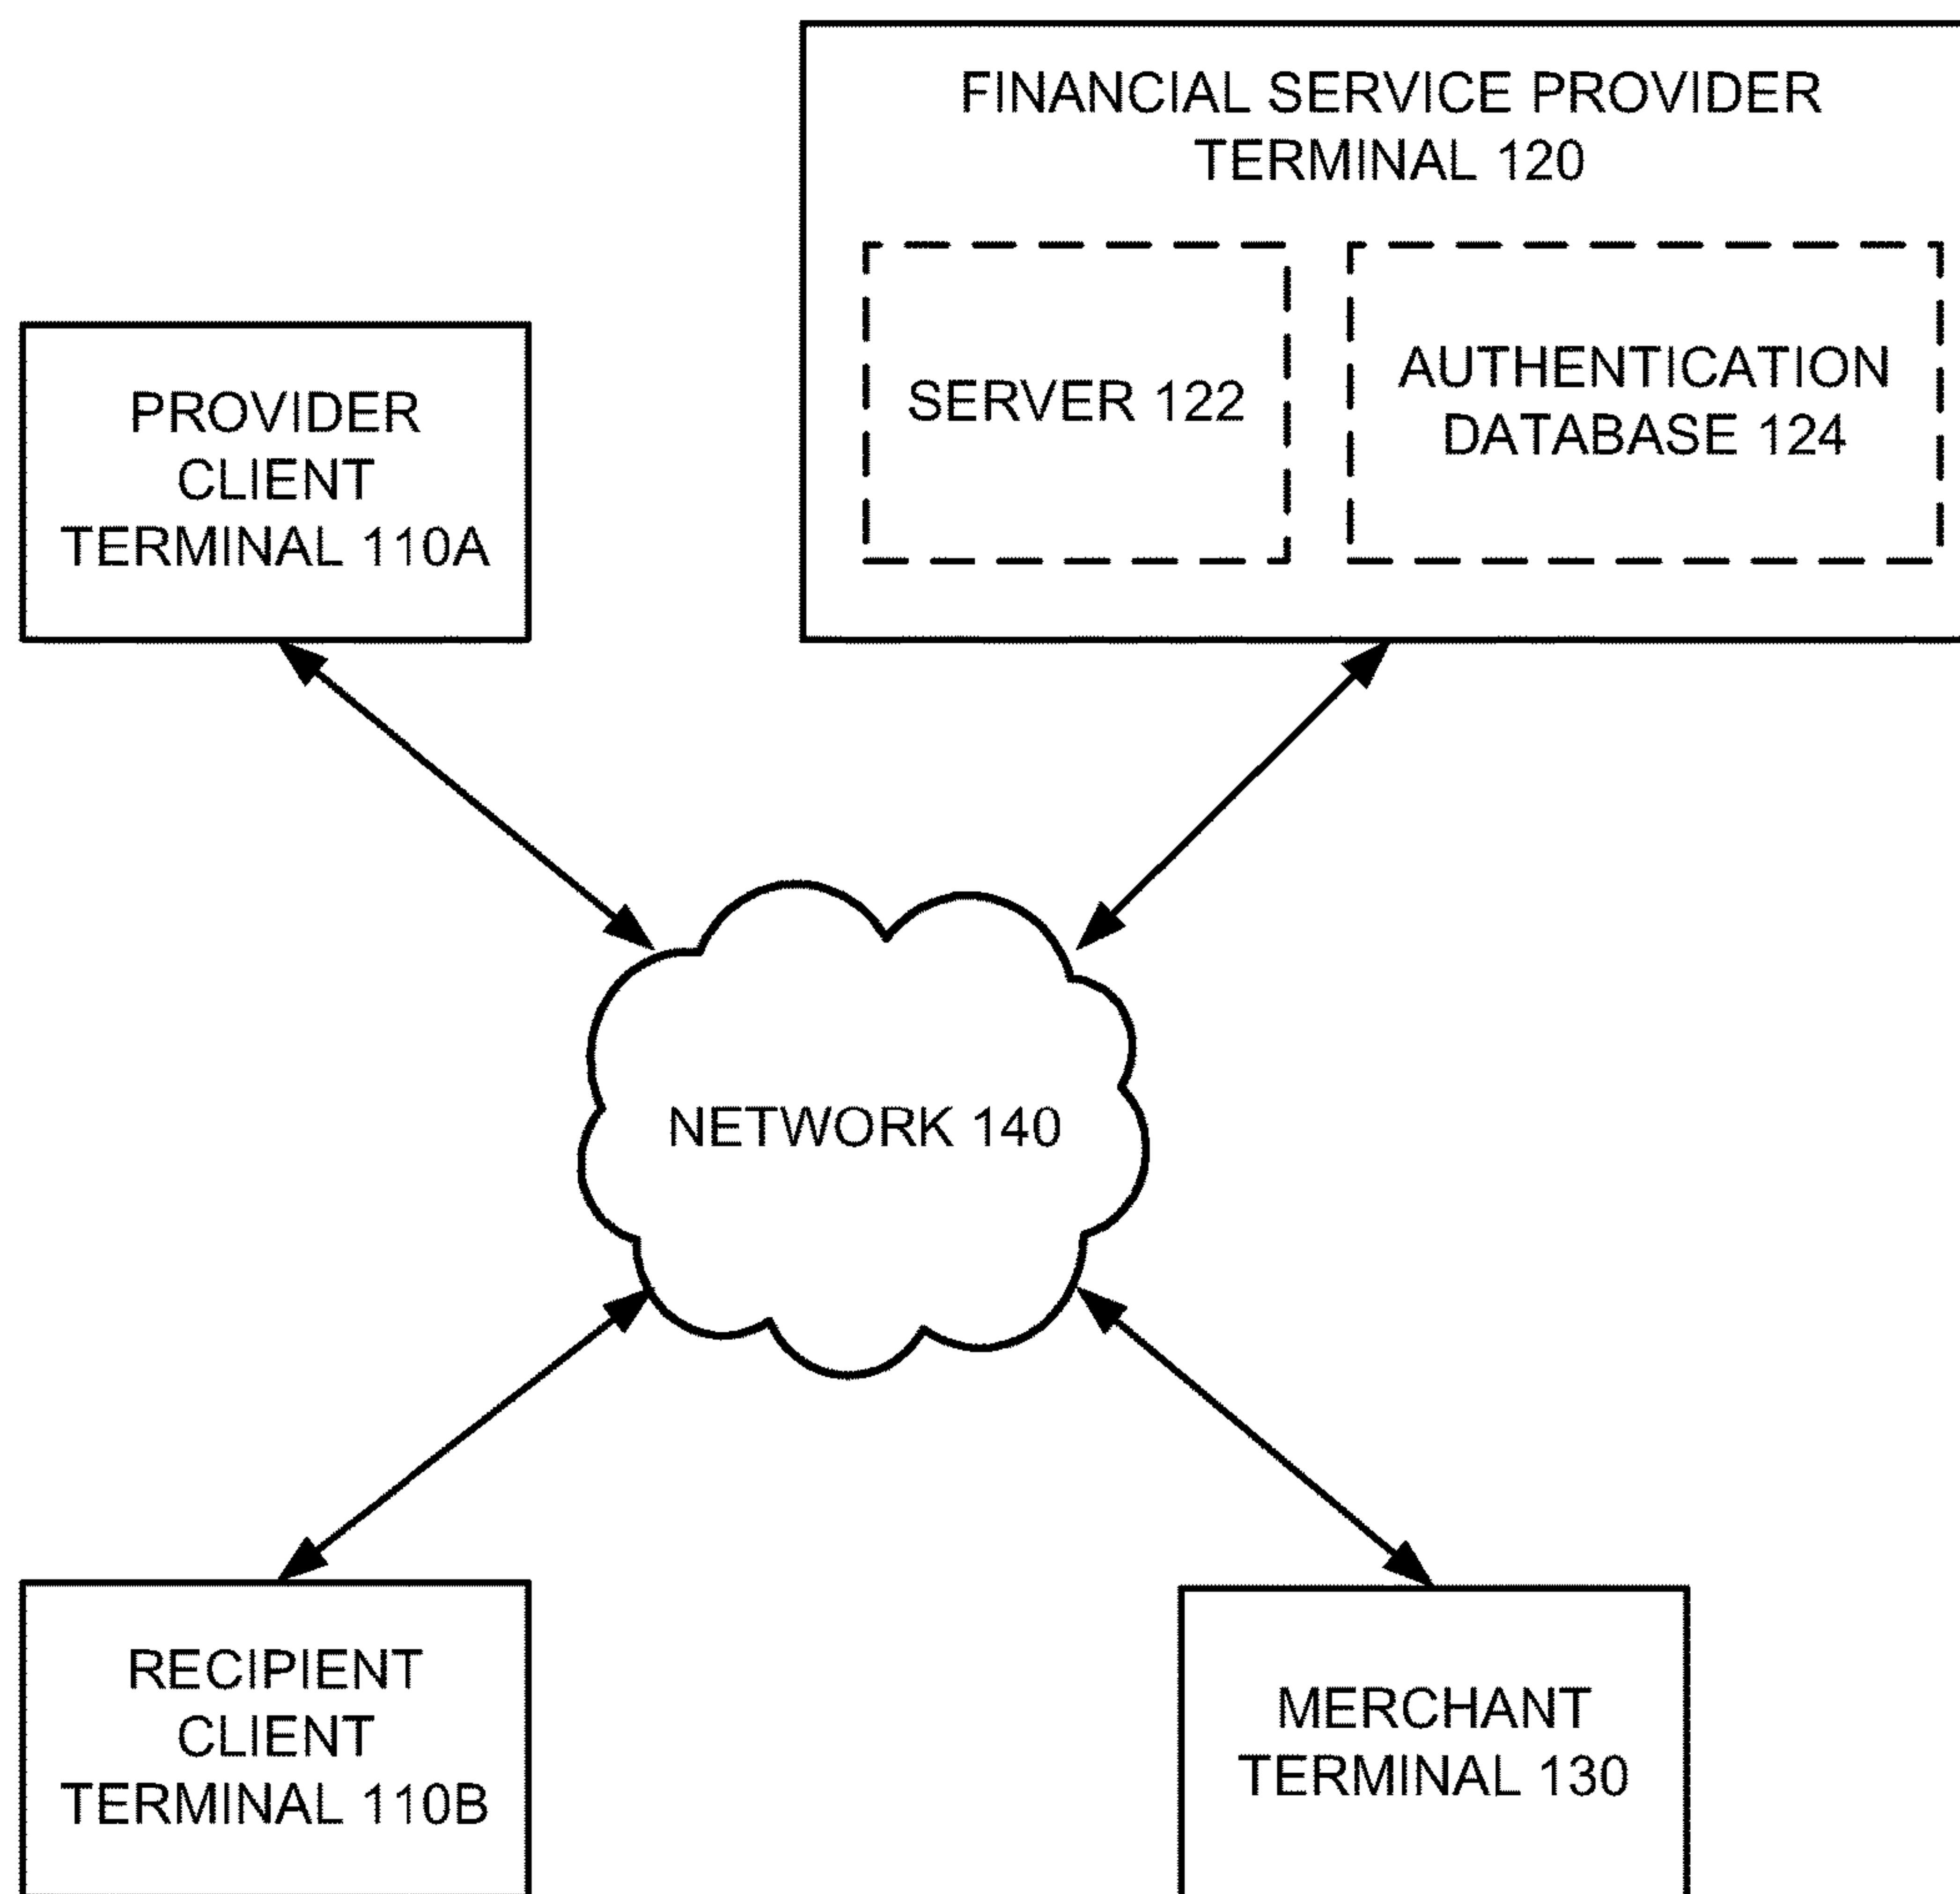 FINANCIAL SERVICE PROVIDER
TERMINAL 120
SERVER 122
AUTHENTICATION
DATABASE 124
PROVIDER
CLIENT
TERMINAL 110A
NETWORK 140
RECIPIENT
CLIENT
TERMINAL 110B
MERCHANT
TERMINAL 130